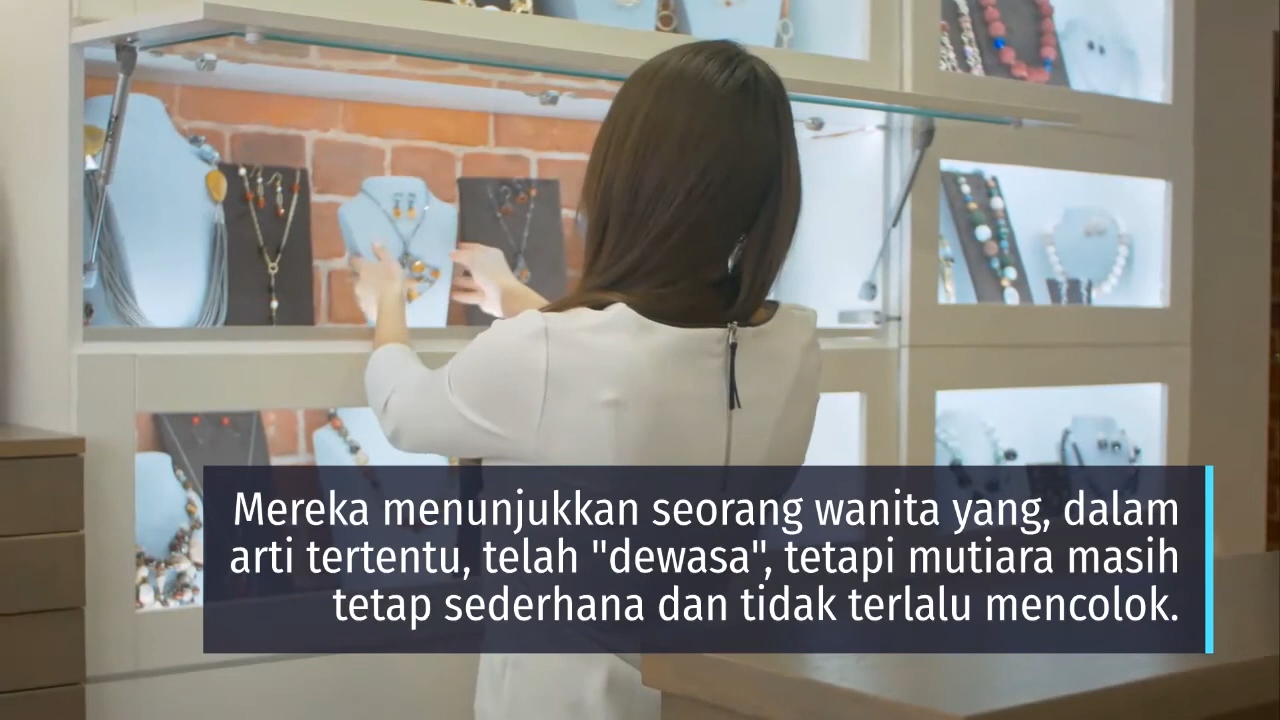 Mereka menunjukkan seorang wanita yang, dalam
arti tertentu, telah "dewasa", tetapi mutiara masih
tetap sederhana dan tidak terlalu mencolok.